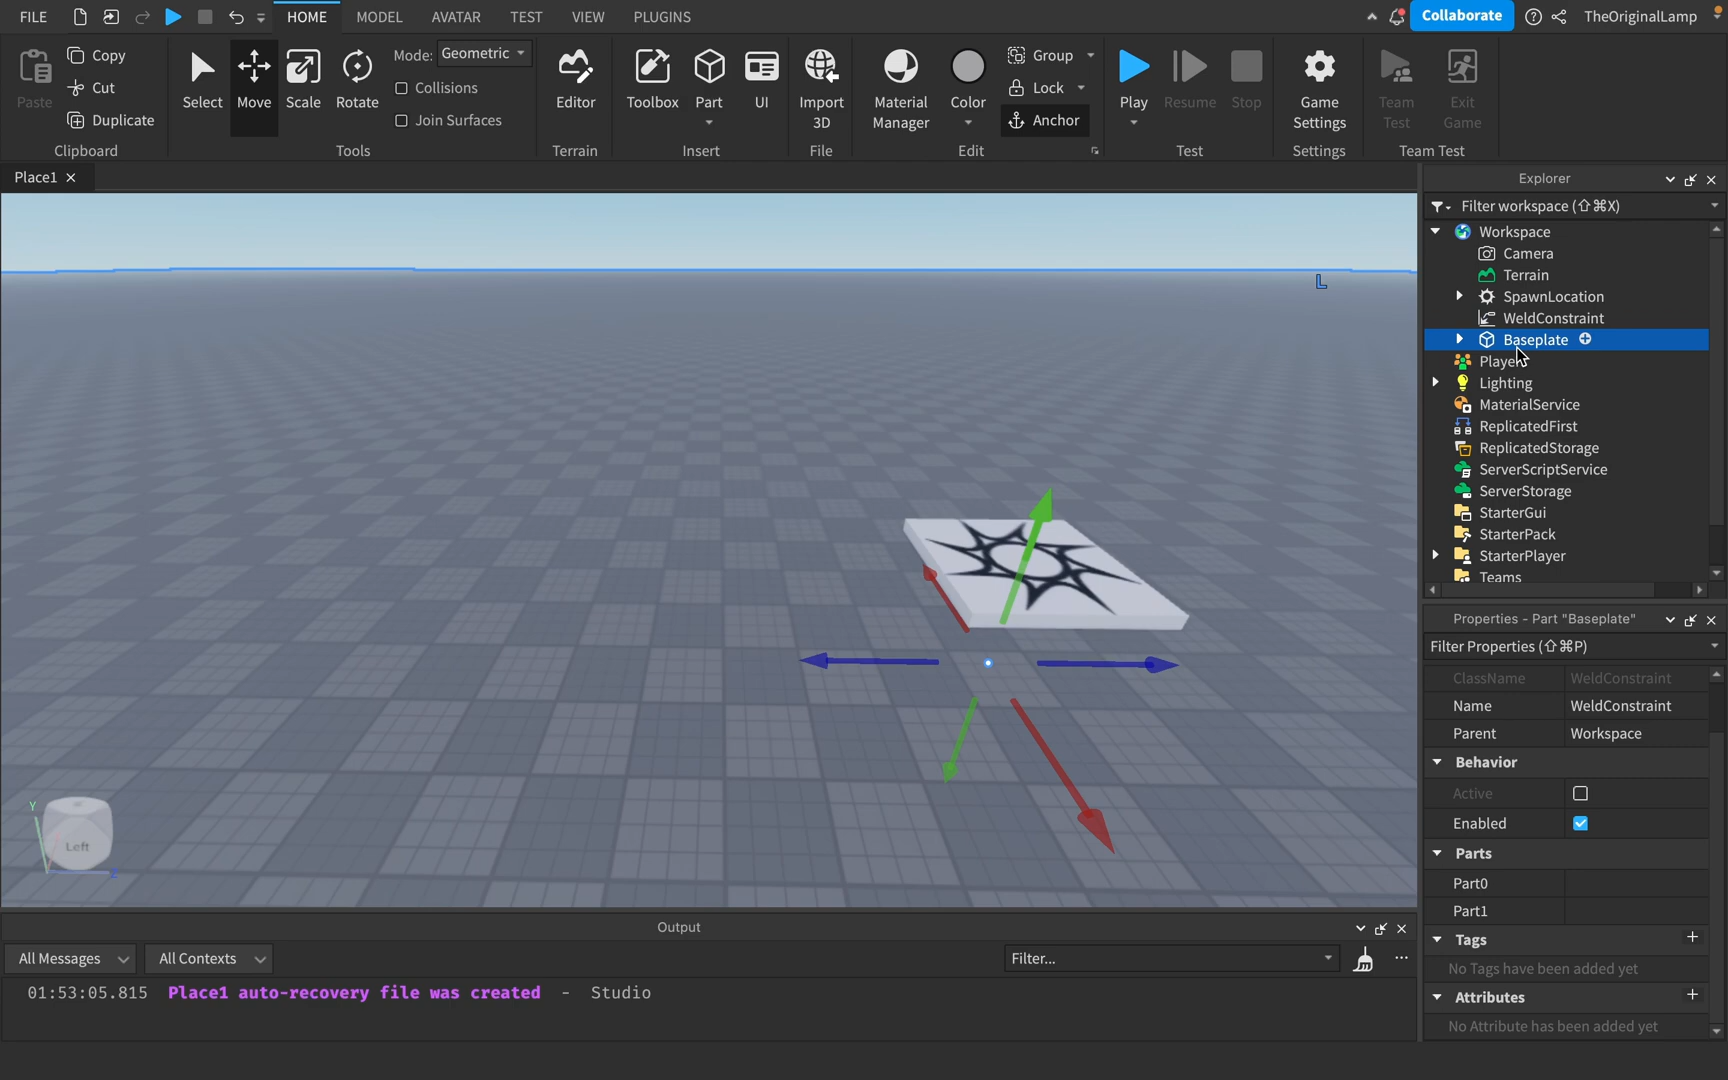 FILE
HOME
MODEL
AVATAR
TEST
VIEW
PLUGINS
Collaborate
TheOriginalLamp
Paste
Copy
Cut
Duplicate
Clipboard
Select
Move
Scale
Rotate
Mode: Geometric
Collisions
Join Surfaces
Tools
Editor
Terrain
Toolbox
Part
UI
Insert
Import
3D
File
Material
Manager
Color
Group
Lock
Anchor
Edit
Play
Resume
Stop
Test
Game
Settings
Settings
Team
Test
Exit
Game
Team Test
Place1
L
Y
Left
Z
Explorer
Filter workspace (⇧⌘X)
Workspace
Camera
Terrain
SpawnLocation
WeldConstraint
Baseplate
Players
Lighting
MaterialService
ReplicatedFirst
ReplicatedStorage
ServerScriptService
ServerStorage
StarterGui
StarterPack
StarterPlayer
Teams
Properties - Part "Baseplate"
Filter Properties (⇧⌘P)
ClassName WeldConstraint
Name WeldConstraint
Parent Workspace
Behavior
Active
Enabled
Parts
Part0
Part1
Tags
No Tags have been added yet
Attributes
No Attribute has been added yet
Output
All Messages
All Contexts
Filter...
01:53:05.815 Place1 auto-recovery file was created - Studio